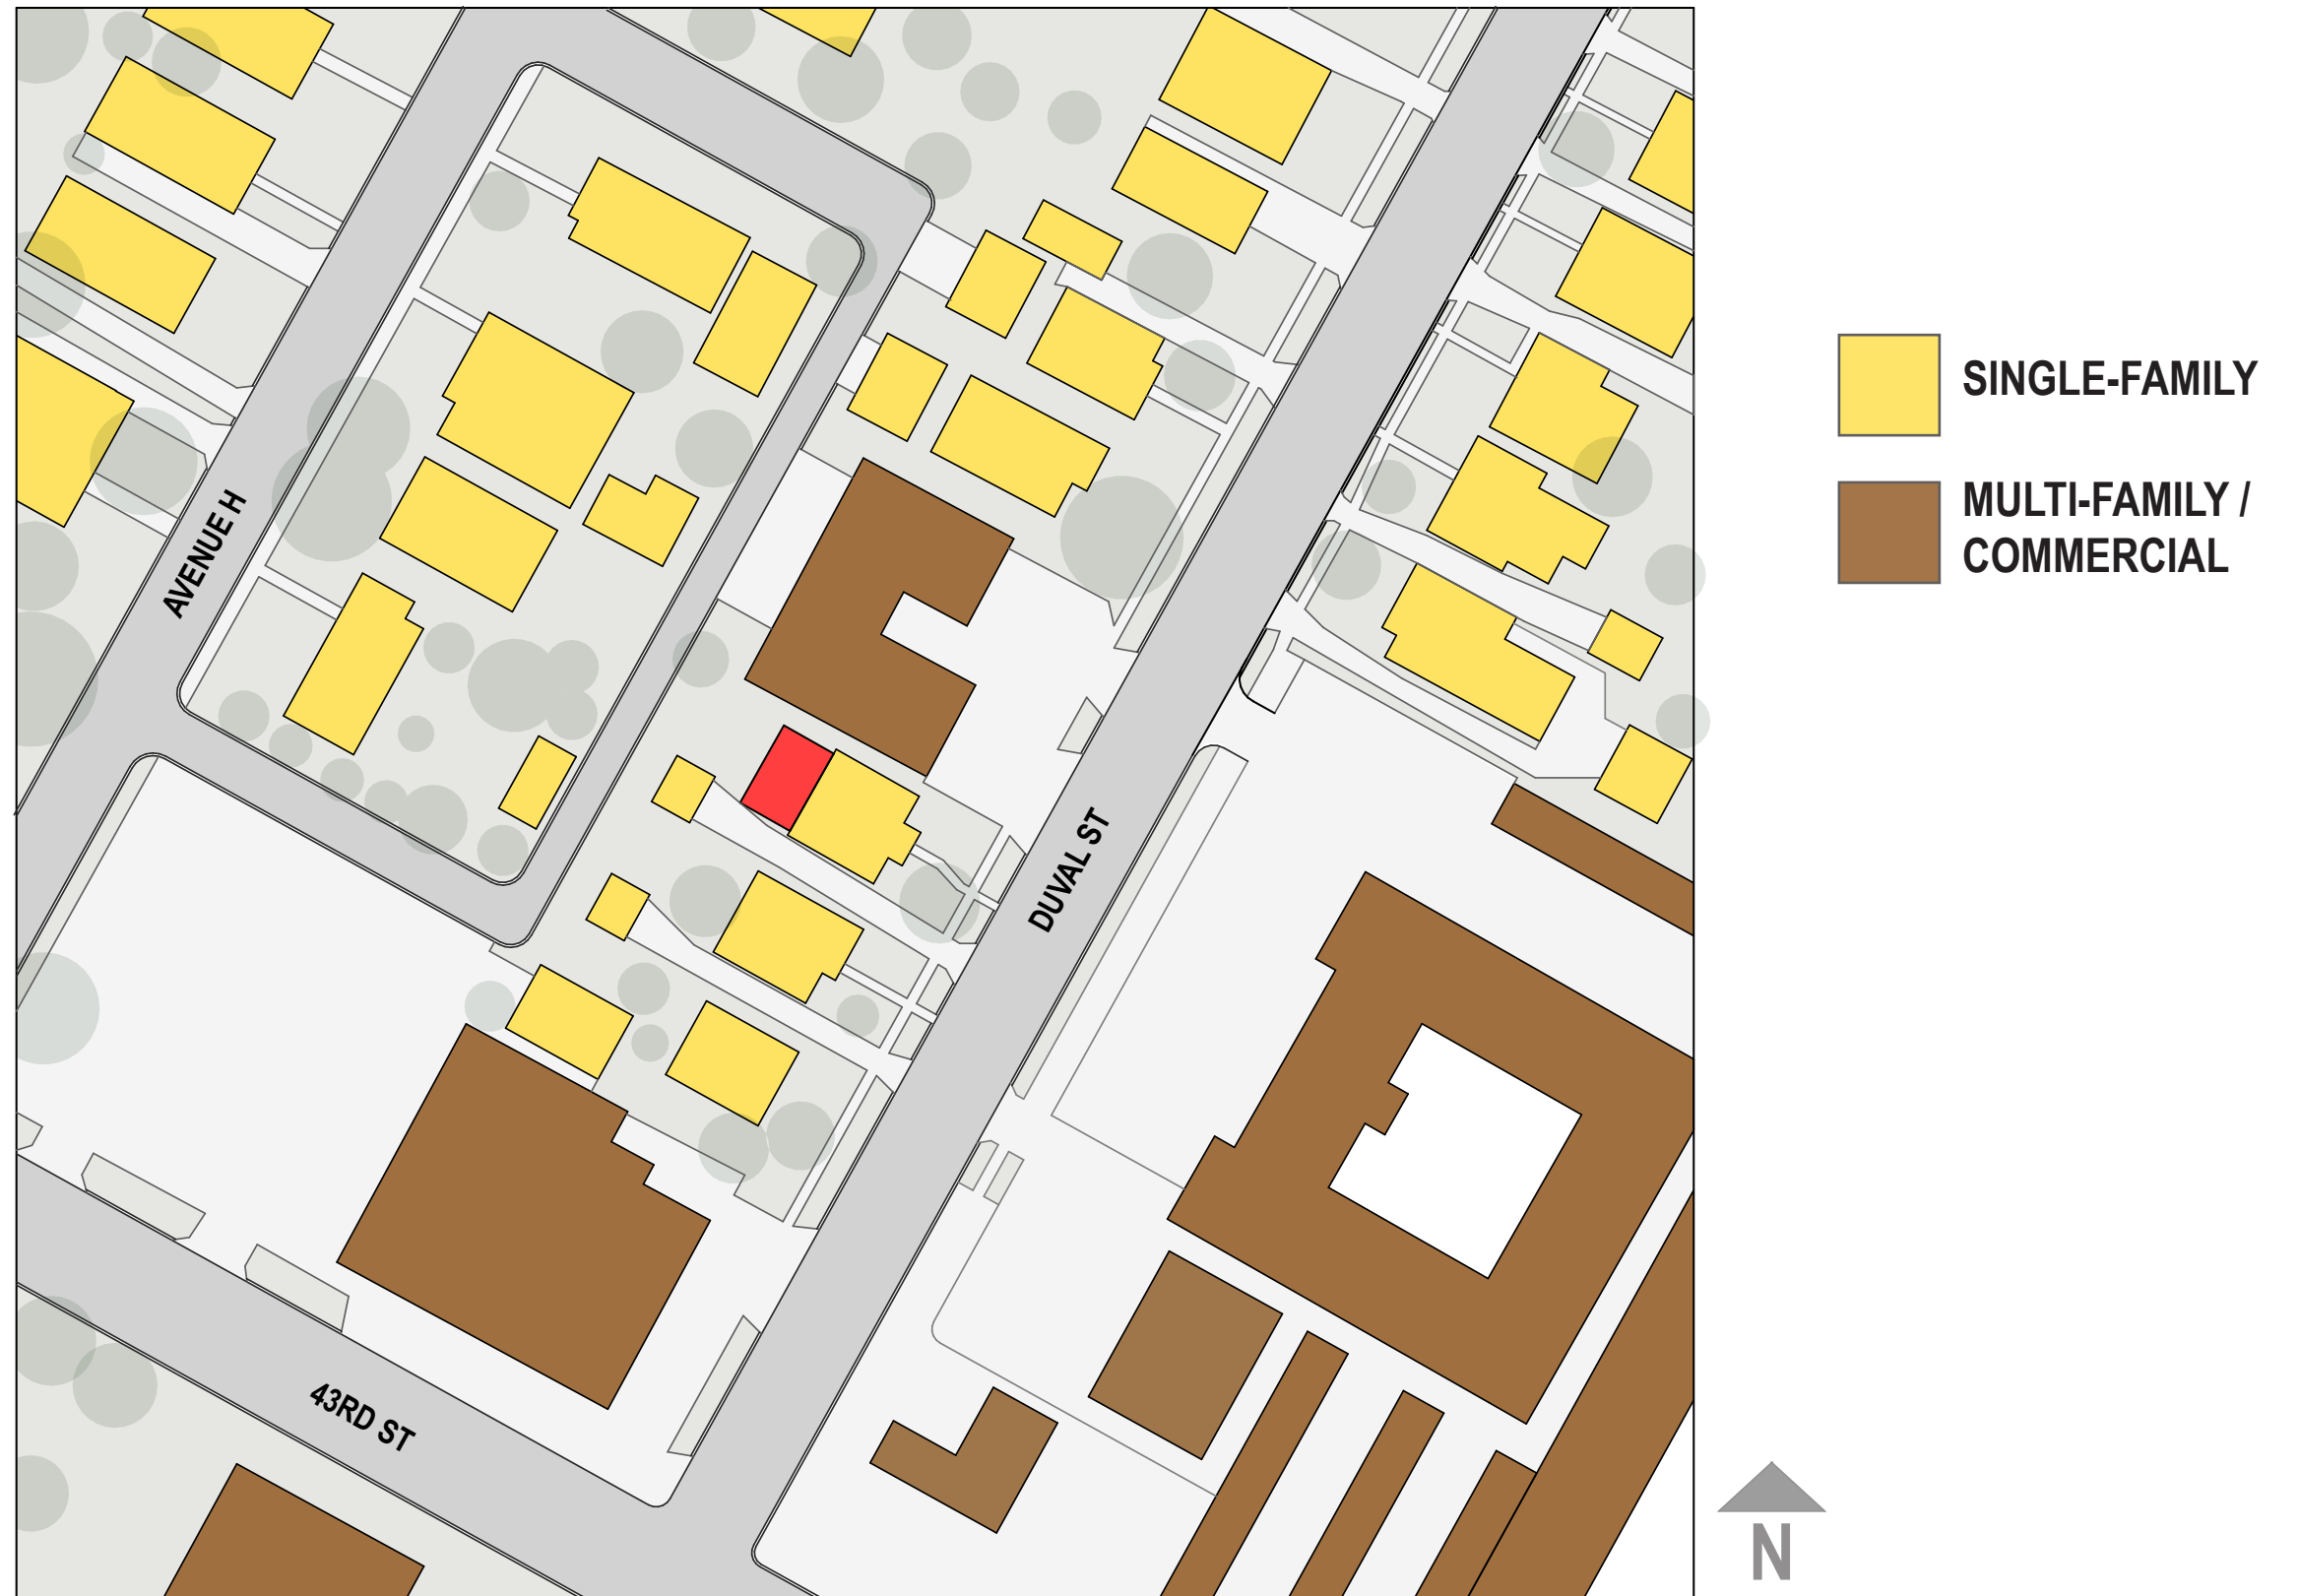 SINGLE-FAMILY
MULTI-FAMILY /
COMMERCIAL
AVENUE H
DUVAL ST
43RD ST
N